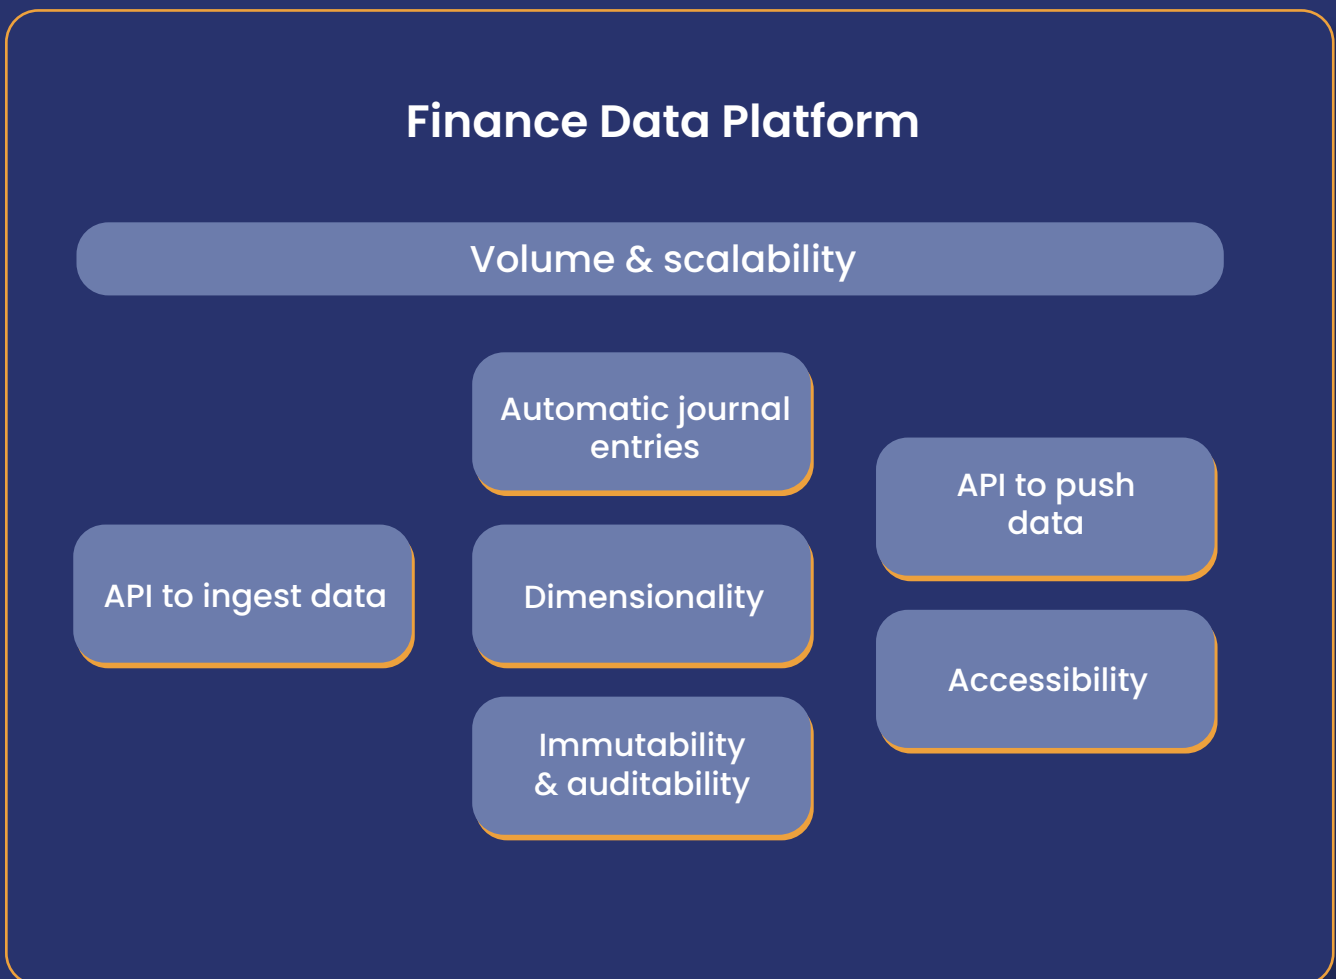 Finance Data Platform
Volume & scalability
API to ingest data
Automatic journal
entries
Dimensionality
Immutability
& auditability
API to push
data
Accessibility